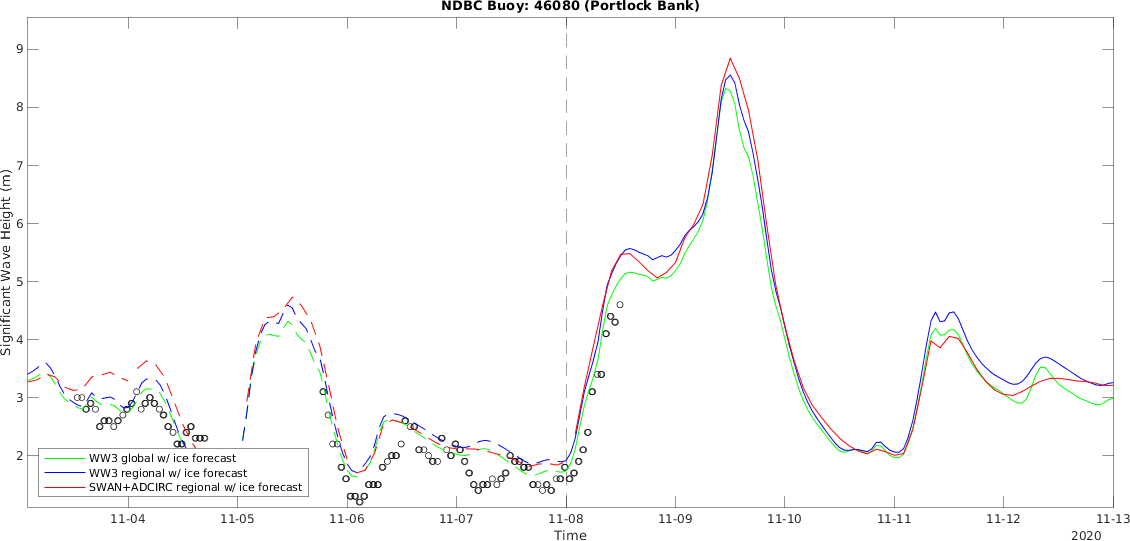 NDBC Buoy: 46080 (Portlock Bank)
9
8
7
6
5
4
3
2
Significant Wave Height (m)
WW3 global w/ ice forecast
WW3 regional w/ ice forecast
SWAN+ADCIRC regional w/ ice forecast
11-04 11-05 11-06 11-07 11-08 11-09 11-10 11-11 11-12 11-13
Time
2020